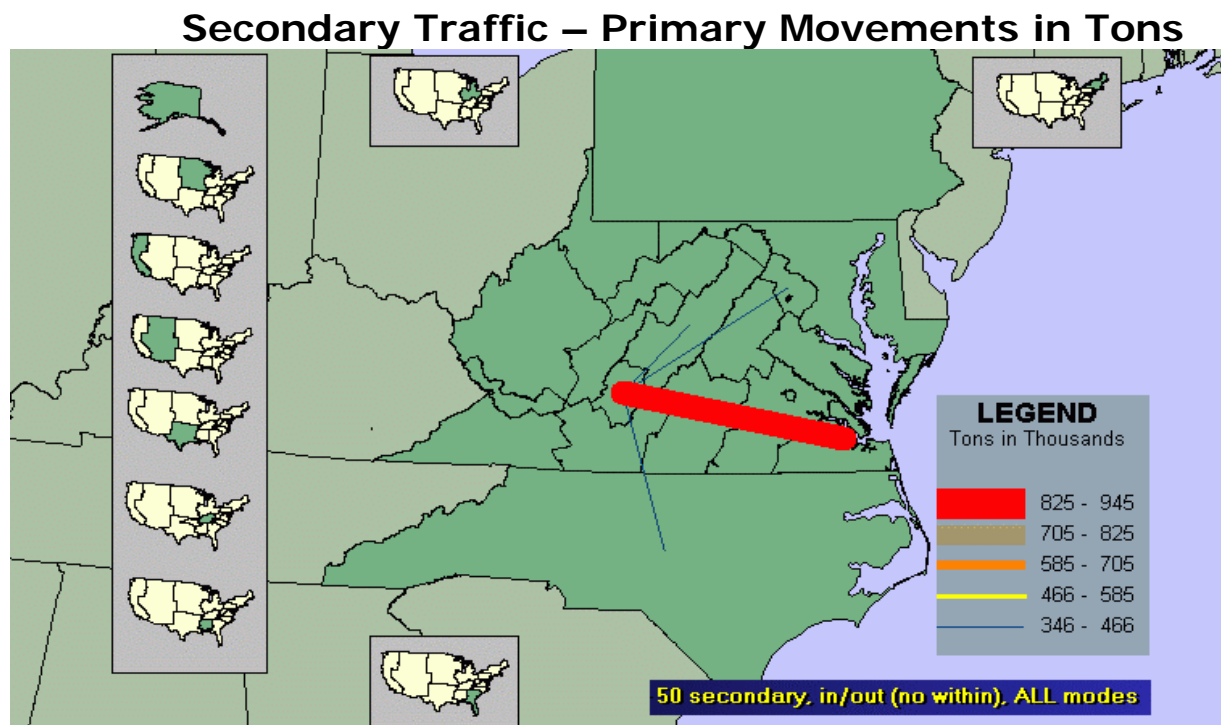 Secondary Traffic – Primary Movements in Tons
LEGEND
Tons in Thousands
825 - 945
705 - 825
585 - 705
466 - 585
346 - 466
50 secondary, in/out (no within), ALL modes